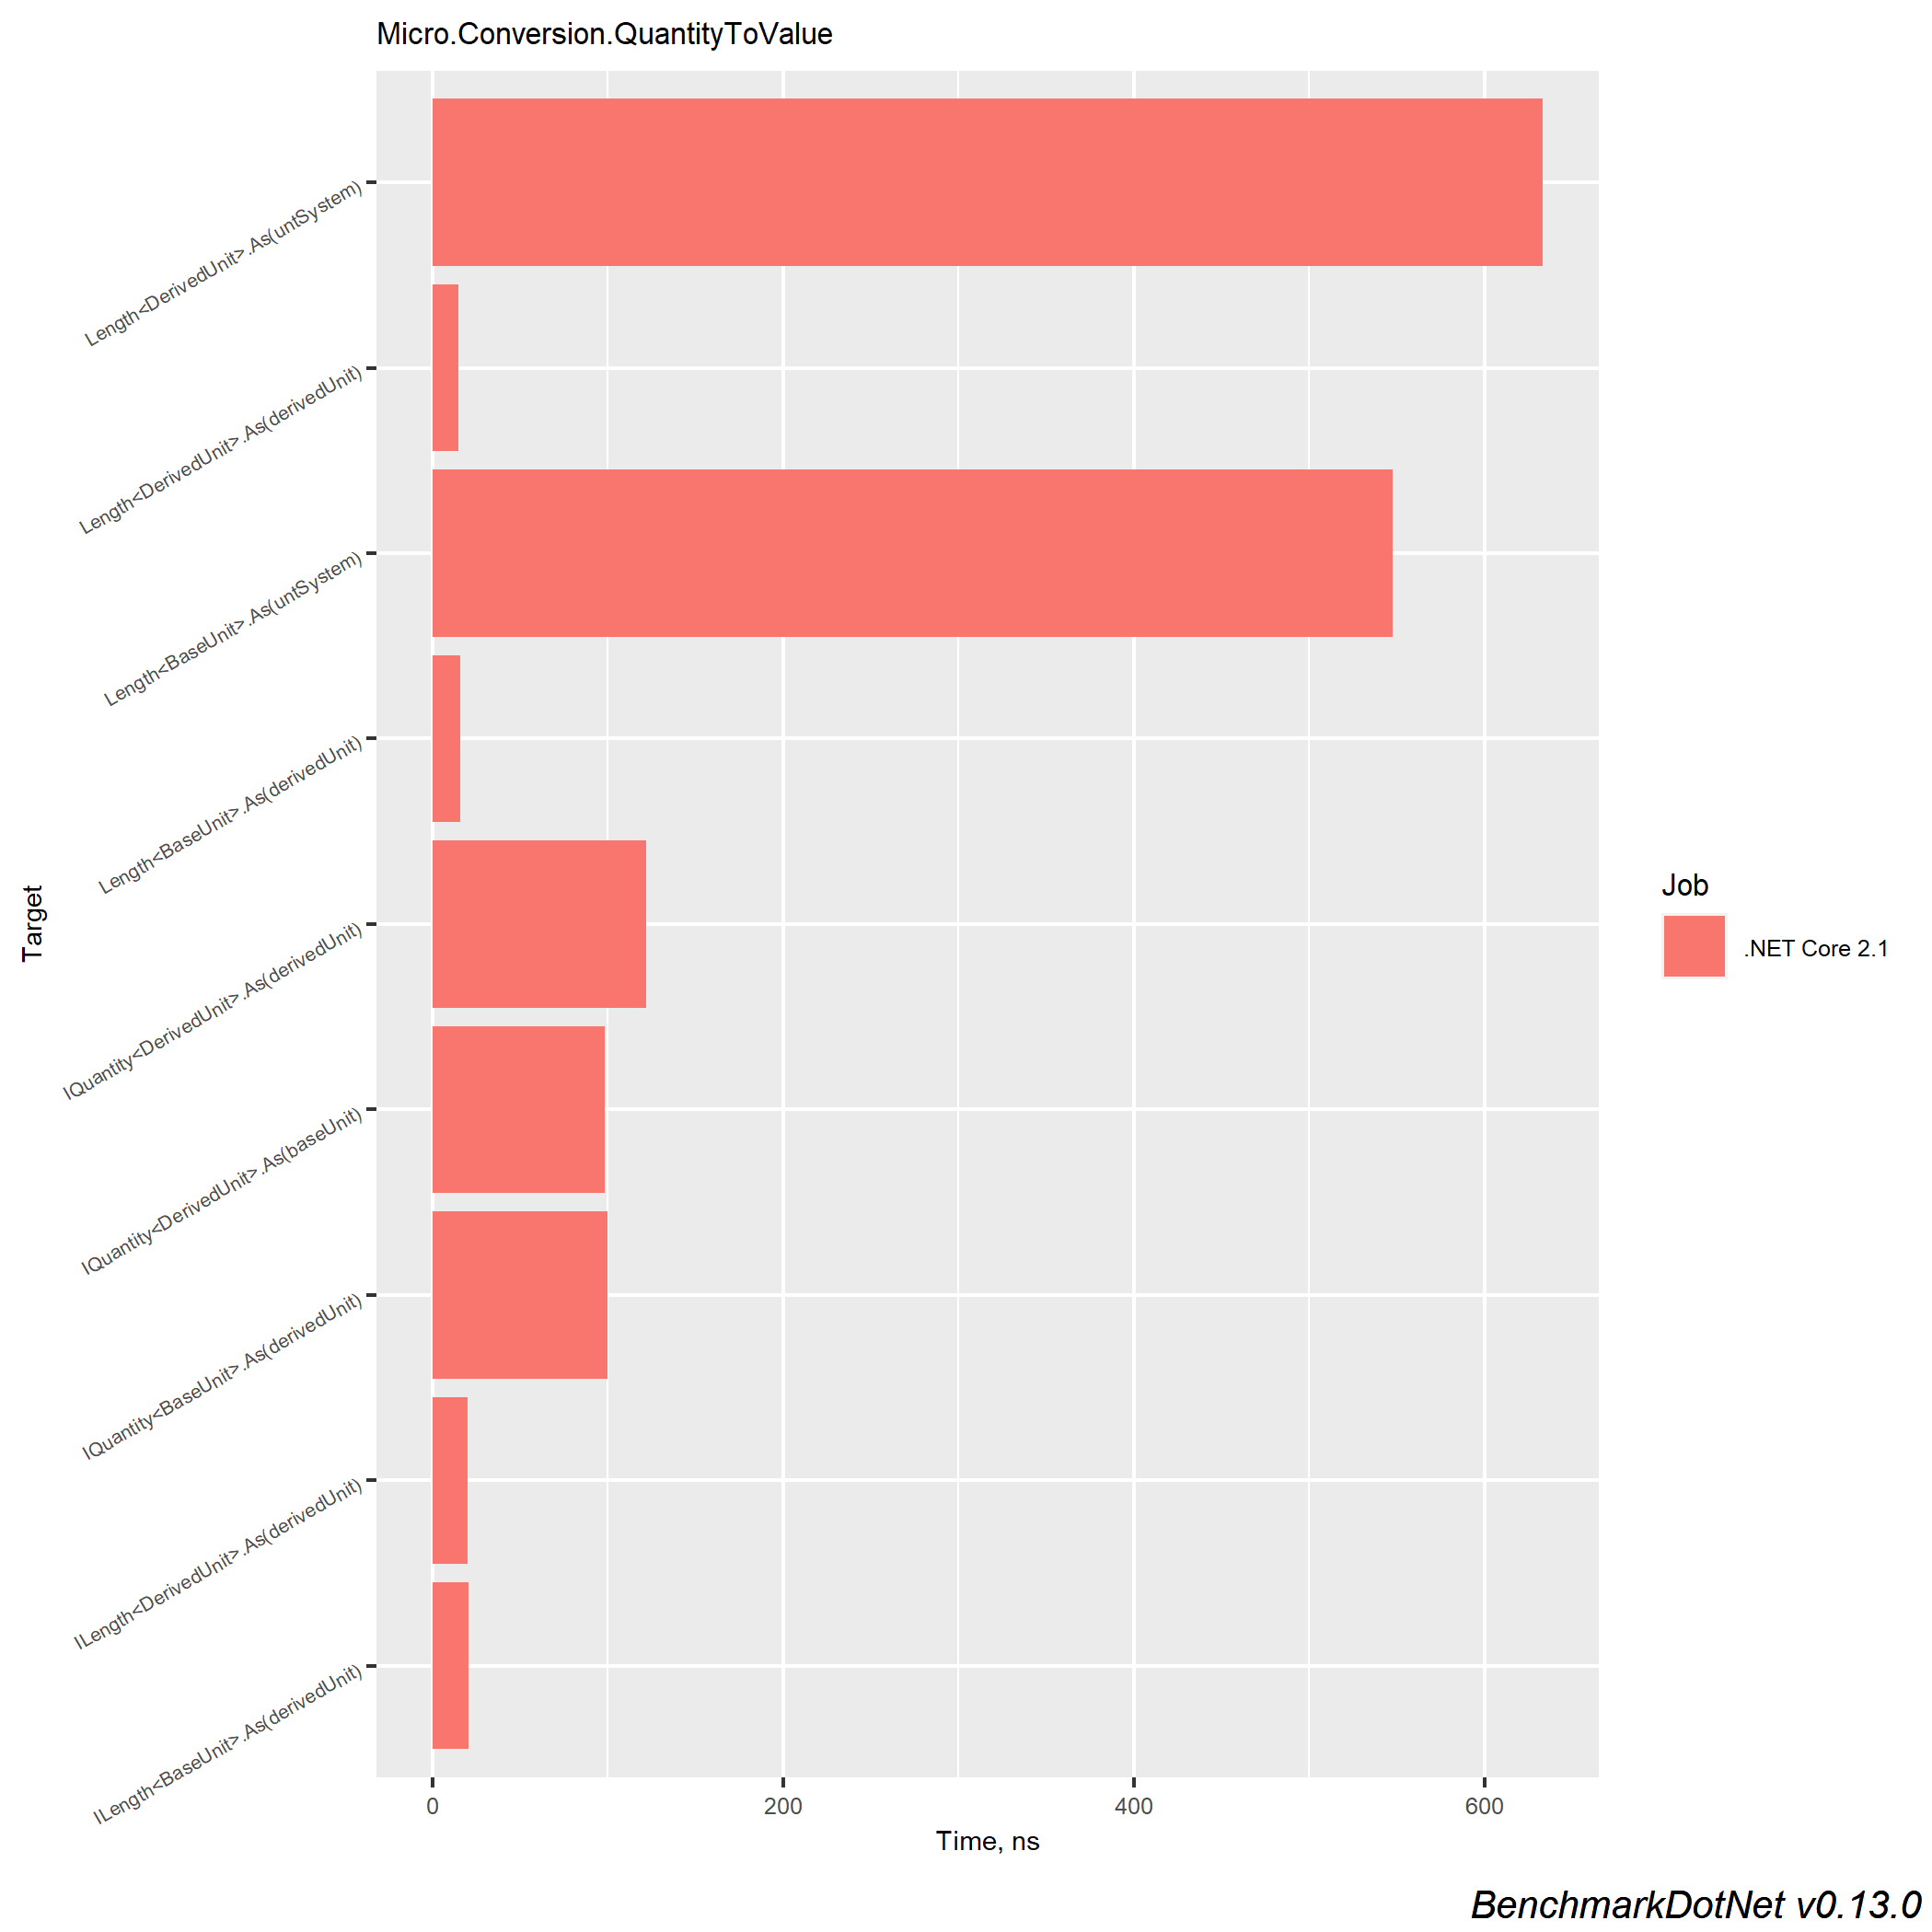 Micro.Conversion.QuantityToValue
Length<DerivedUnit>.As(untSystem)
Length<DerivedUnit>.As(derivedUnit)
Length<BaseUnit>.As(untSystem)
Length<BaseUnit>.As(derivedUnit)
IQuantity<DerivedUnit>.As(derivedUnit)
IQuantity<DerivedUnit>.As(baseUnit)
IQuantity<BaseUnit>.As(derivedUnit)
ILength<DerivedUnit>.As(derivedUnit)
ILength<BaseUnit>.As(derivedUnit)
Target
0 200 400 600
Time, ns
Job
.NET Core 2.1
BenchmarkDotNet v0.13.0